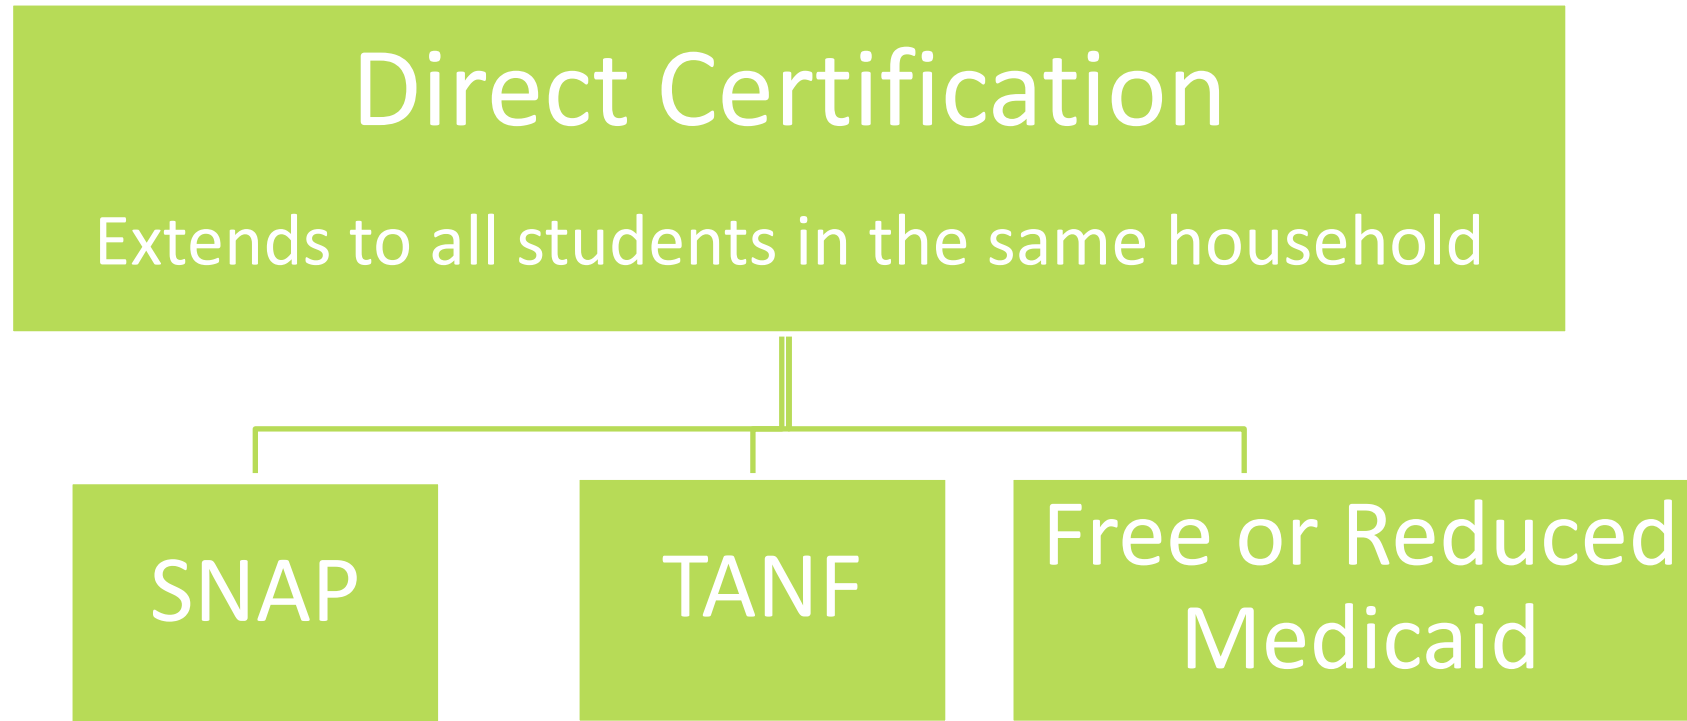 Direct Certification
Extends to all students in the same household
SNAP
TANF
Free or Reduced
Medicaid